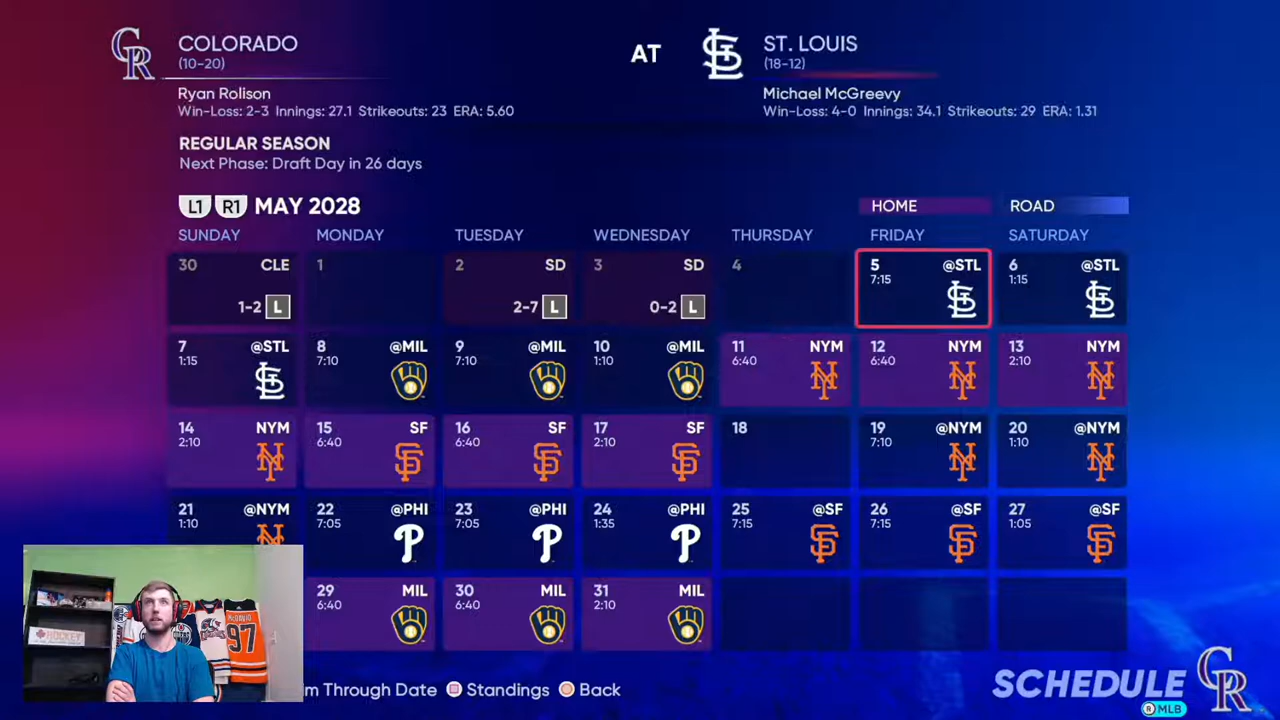 COLORADO
(10-20)
AT
ST. LOUIS
(18-12)
Ryan Rolison
Win-Loss: 2-3 Innings: 27.1 Strikeouts: 23 ERA: 5.60
Michael McGreevy
Win-Loss: 4-0 Innings: 34.1 Strikeouts: 29 ERA: 1.31
REGULAR SEASON
Next Phase: Draft Day in 26 days
L1 R1 MAY 2028
HOME ROAD
SUNDAY MONDAY TUESDAY WEDNESDAY THURSDAY FRIDAY SATURDAY
30 CLE 1 2 SD 3 SD 4 5 @STL 6 @STL
7:15 1:15
1-2 L 2-7 L 0-2 L
7 @STL 8 @MIL 9 @MIL 10 @MIL 11 NYM 12 NYM 13 NYM
1:15 7:10 7:10 1:10 6:40 6:40 2:10
14 NYM 15 SF 16 SF 17 SF 18 19 @NYM 20 @NYM
2:10 6:40 6:40 2:10 7:10 1:10
21 @NYM 22 @PHI 23 @PHI 24 @PHI 25 @SF 26 @SF 27 @SF
1:10 7:05 7:05 1:35 7:15 7:15 1:05
29 MIL 30 MIL 31 MIL
6:40 6:40 2:10
97
HOCKEY
m Through Date Standings Back
SCHEDULE CR
R MLB